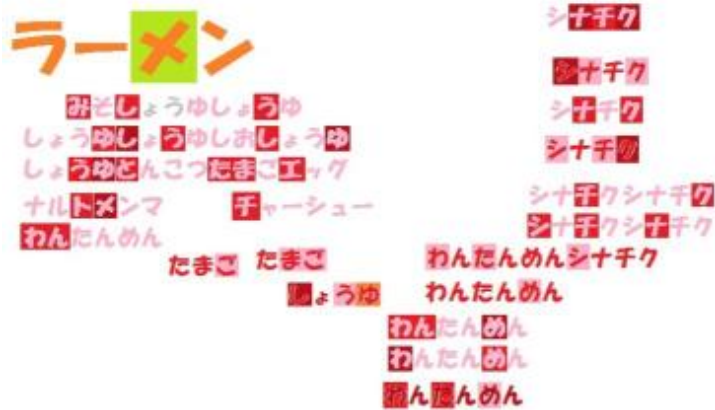 ラーメン
みそしょうゆしょうゆ
しょうゆしょうゆしおしょうゆ
しょうゆとんこつたまごエッグ
ナルトメンマ チャーシュー
わんたんめん
たまご たまご
しょうゆ
シナチク
シナチク
シナチク
シナチク
シナチクシナチク
シナチクシナチク
わんたんめんシナチク
わんたんめん
わんたんめん
わんたんめん
わんたんめん